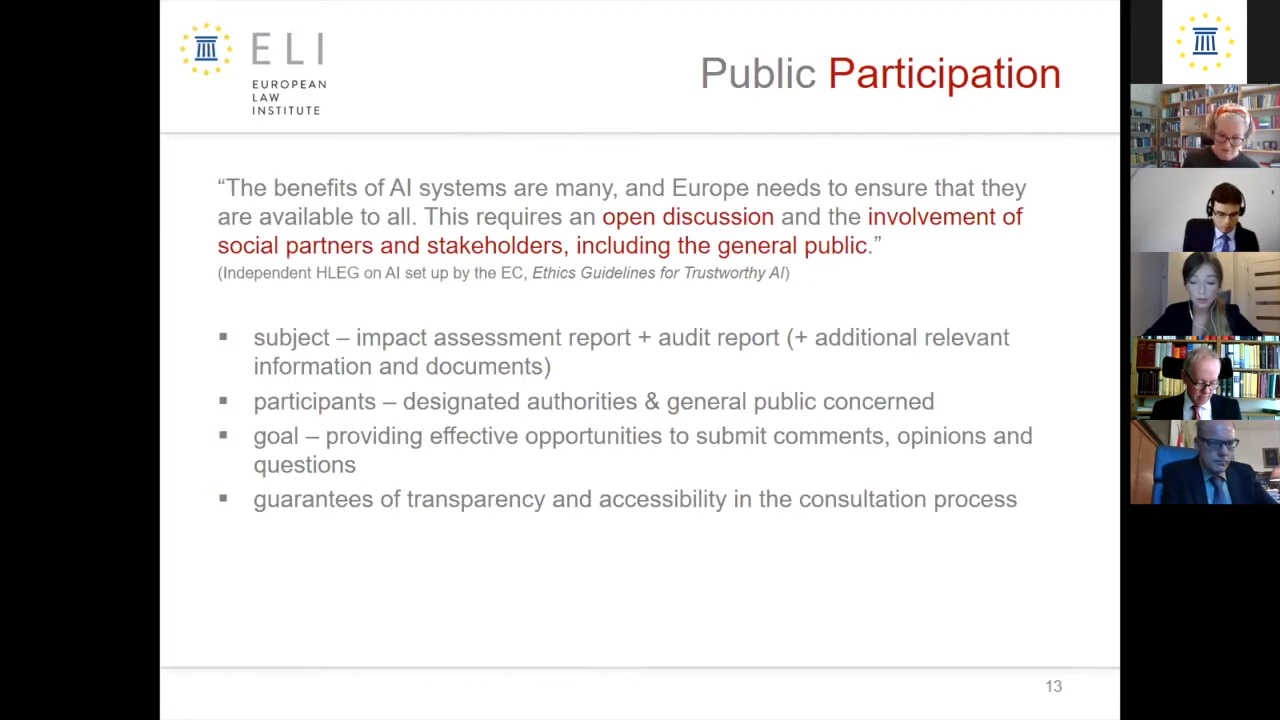 ELI
EUROPEAN
LAW
INSTITUTE
Public Participation
“The benefits of AI systems are many, and Europe needs to ensure that they
are available to all. This requires an open discussion and the involvement of
social partners and stakeholders, including the general public.”
(Independent HLEG on AI set up by the EC, Ethics Guidelines for Trustworthy AI)
▪ subject – impact assessment report + audit report (+ additional relevant
information and documents)
▪ participants – designated authorities & general public concerned
▪ goal – providing effective opportunities to submit comments, opinions and
questions
▪ guarantees of transparency and accessibility in the consultation process
13